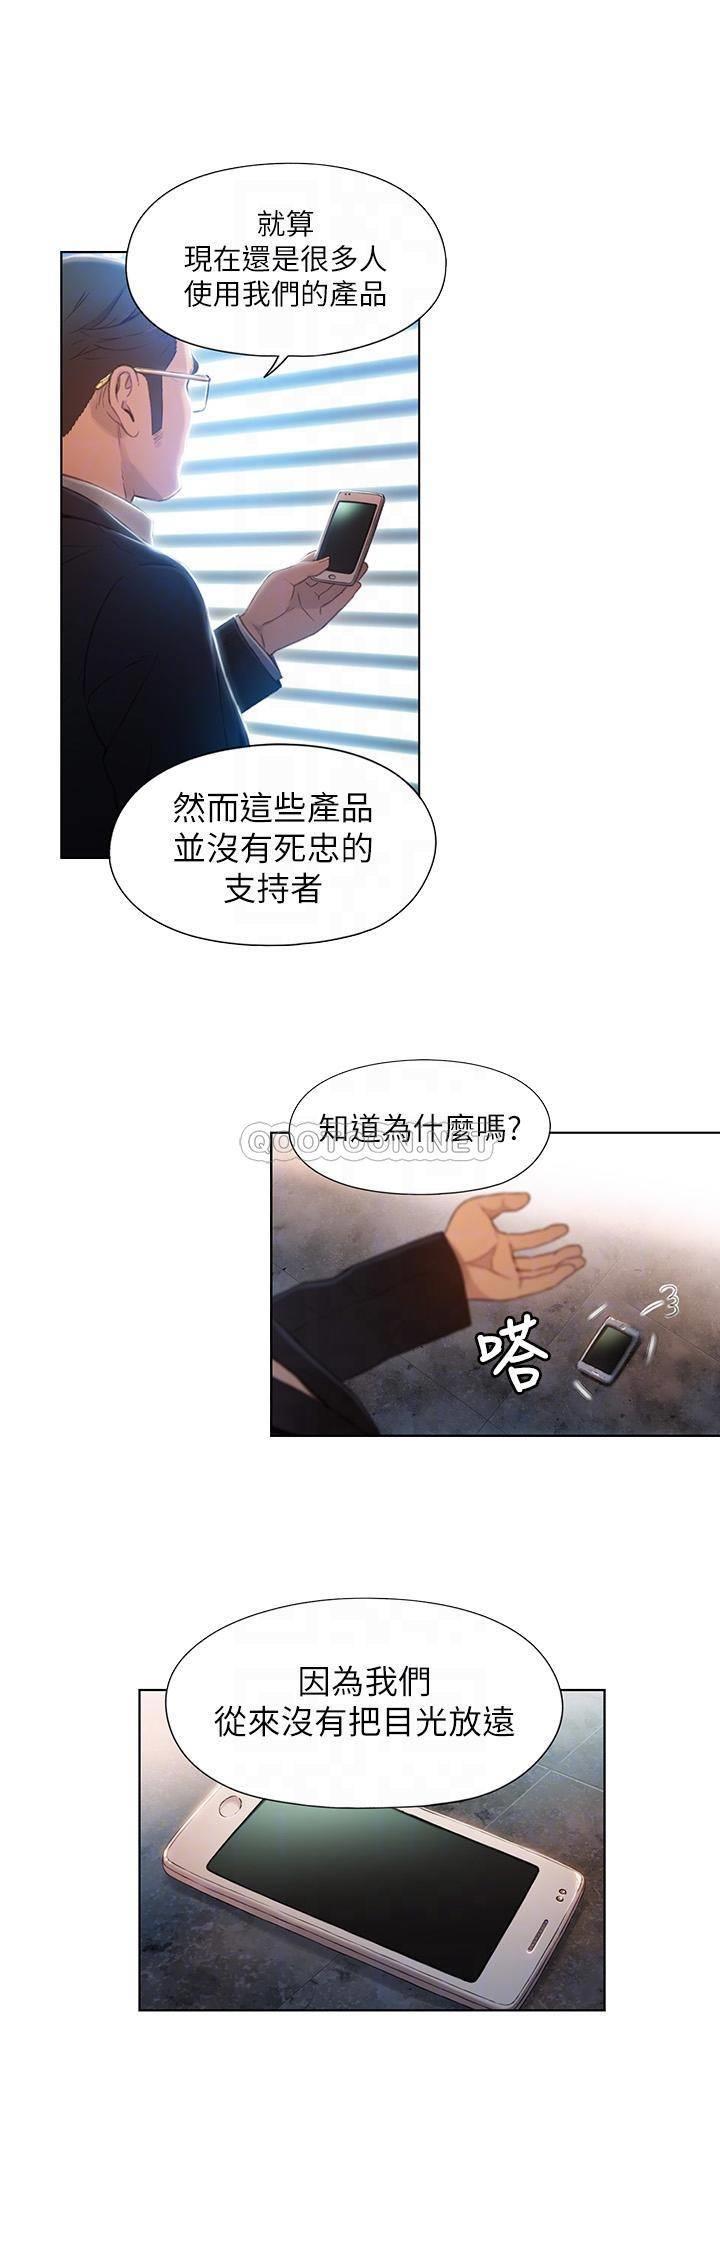 就算
現在還是很多人
使用我們的產品
然而這些產品
並沒有死忠的
支持者
知道為什麼嗎?
QOOTOON.NET
嗒
因為我們
從來沒有把目光放遠